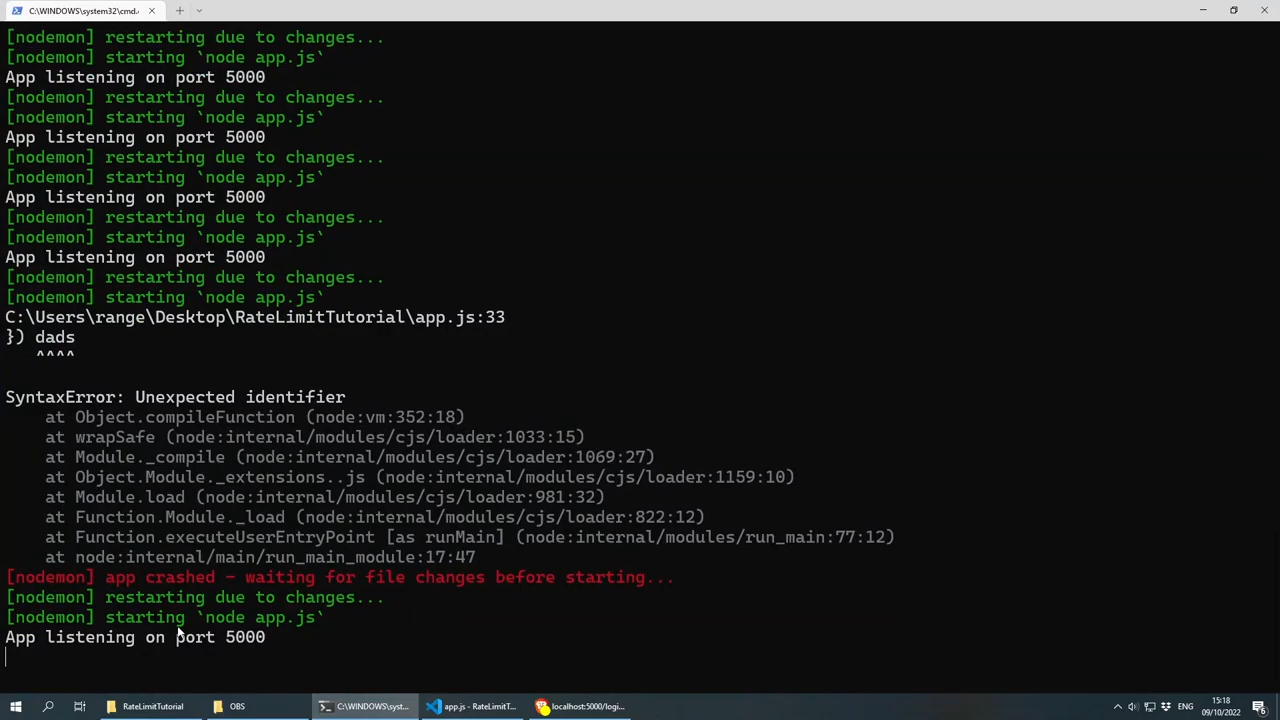 C:\WINDOWS\system32\cmd.
[nodemon] restarting due to changes...
[nodemon] starting `node app.js`
App listening on port 5000
[nodemon] restarting due to changes...
[nodemon] starting `node app.js`
App listening on port 5000
[nodemon] restarting due to changes...
[nodemon] starting `node app.js`
App listening on port 5000
[nodemon] restarting due to changes...
[nodemon] starting `node app.js`
App listening on port 5000
[nodemon] restarting due to changes...
[nodemon] starting `node app.js`
C:\Users\range\Desktop\RateLimitTutorial\app.js:33
}) dads
   ^^^^
SyntaxError: Unexpected identifier
    at Object.compileFunction (node:vm:352:18)
    at wrapSafe (node:internal/modules/cjs/loader:1033:15)
    at Module._compile (node:internal/modules/cjs/loader:1069:27)
    at Object.Module._extensions..js (node:internal/modules/cjs/loader:1159:10)
    at Module.load (node:internal/modules/cjs/loader:981:32)
    at Function.Module._load (node:internal/modules/cjs/loader:822:12)
    at Function.executeUserEntryPoint [as runMain] (node:internal/modules/run_main:77:12)
    at node:internal/main/run_main_module:17:47
[nodemon] app crashed - waiting for file changes before starting...
[nodemon] restarting due to changes...
[nodemon] starting `node app.js`
App listening on port 5000
RateLimitTutorial
OBS
C:\WINDOWS\syst...
app.js - RateLimitT...
localhost:5000/logi...
ENG
15:18
09/10/2022